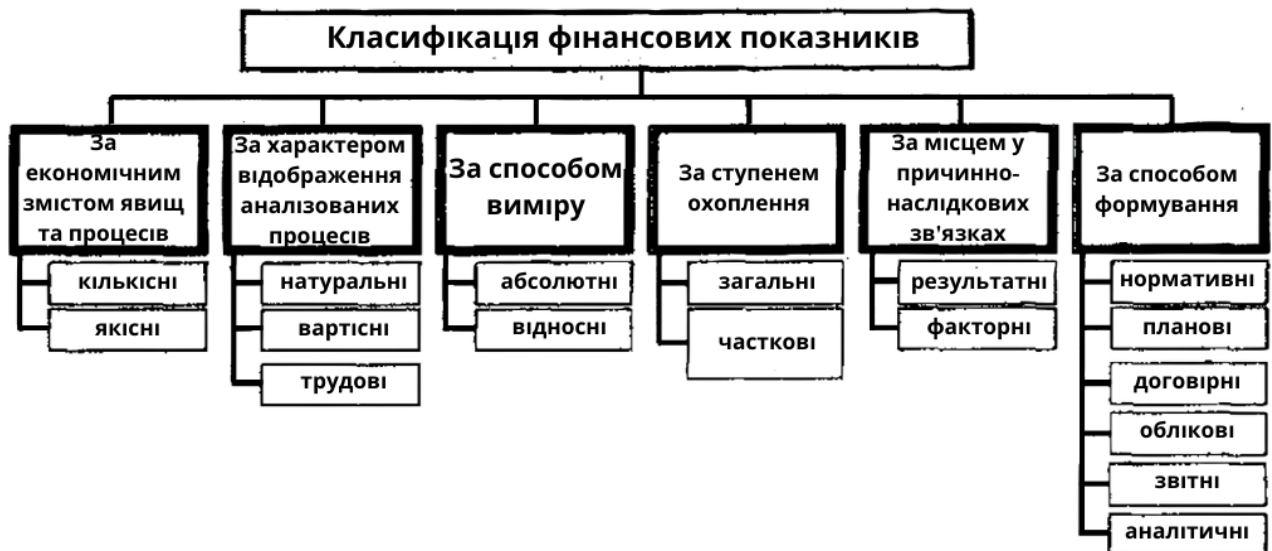 Класифікація фінансових показників
За
економічним
змістом явищ
та процесів
кількісні
якісні
За характером
відображення
аналізованих
процесів
натуральні
вартісні
трудові
За способом
виміру
абсолютні
відносні
За ступенем
охоплення
загальні
часткові
За місцем у
причинно-
наслідкових
зв'язках
результатні
факторні
За способом
формування
нормативні
планові
договірні
облікові
звітні
аналітичні